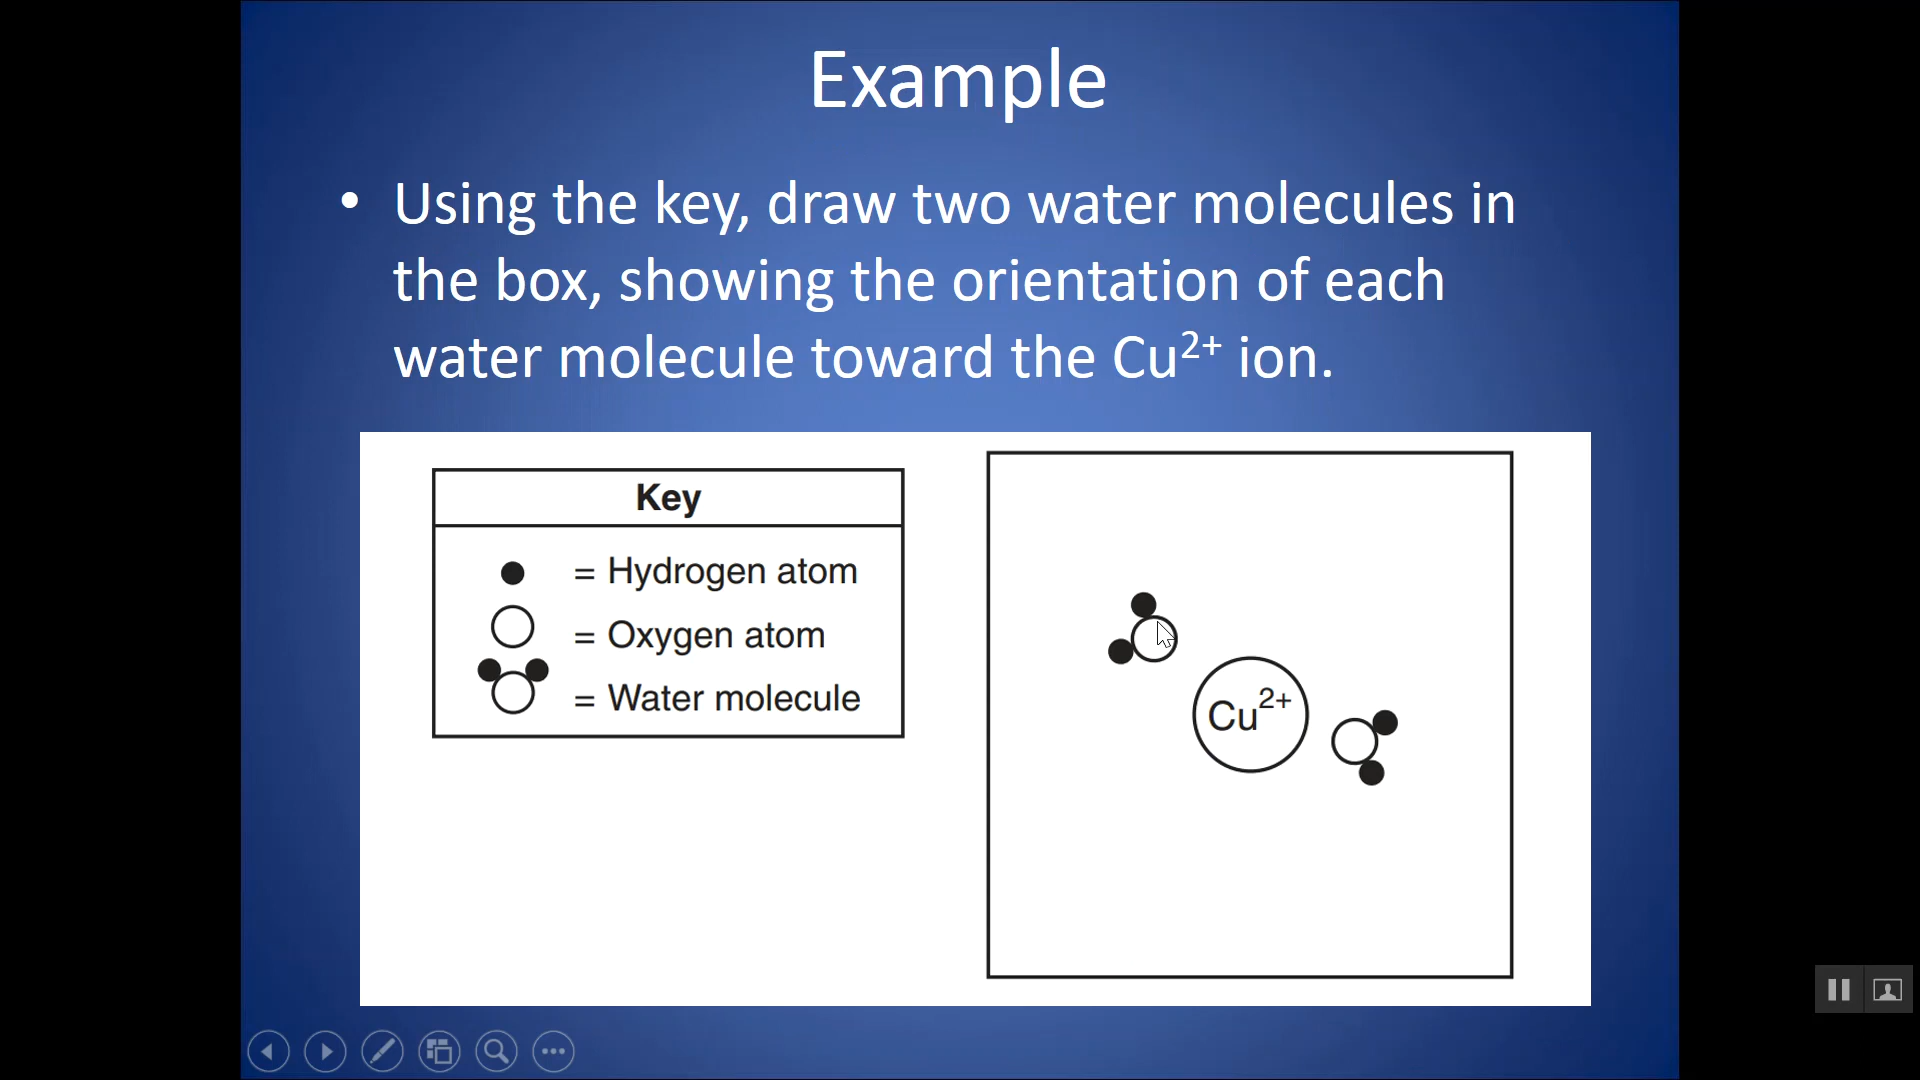 Example
• Using the key, draw two water molecules in
the box, showing the orientation of each
water molecule toward the Cu²⁺ ion.
Key
= Hydrogen atom
= Oxygen atom
= Water molecule
Cu²⁺